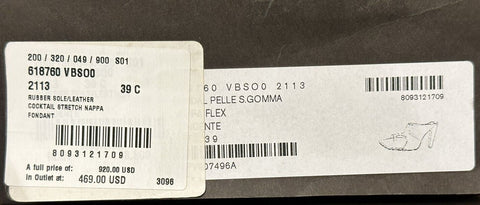 200 / 320 / 049 / 900 S01
618760 VBSO0
2113 39 C
RUBBER SOLE/LEATHER
COCKTAIL STRETCH NAPPA
FONDANT
8093121709
A full price of: 920.00 USD
In Outlet at: 469.00 USD 3096
760 VBSO0 2113
L PELLE S.GOMMA
FLEX
NTE
39
07496A
8093121709